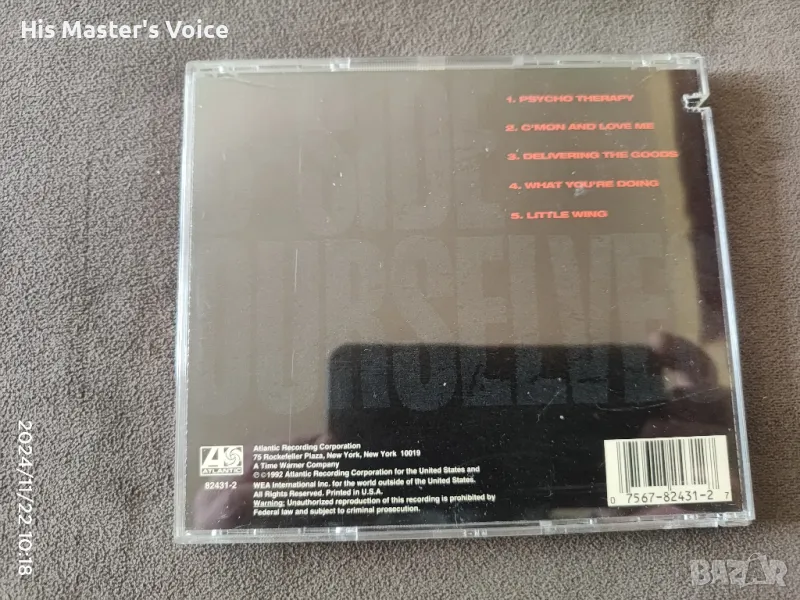 His Master's Voice
1. PSYCHO THERAPY
2. C'MON AND LOVE ME
3. DELIVERING THE GOODS
4. WHAT YOU'RE DOING
5. LITTLE WING
B-SIDE
OURSELVES
ATLANTIC
82431-2
Atlantic Recording Corporation
75 Rockefeller Plaza, New York, New York 10019
A Time Warner Company
℗©1992 Atlantic Recording Corporation for the United States and
WEA International Inc. for the world outside of the United States.
All Rights Reserved. Printed in U.S.A.
Warning: Unauthorized reproduction of this recording is prohibited by
Federal law and subject to criminal prosecution.
0 7567-82431-2 7
2024/11/22 10:18
BAZAR